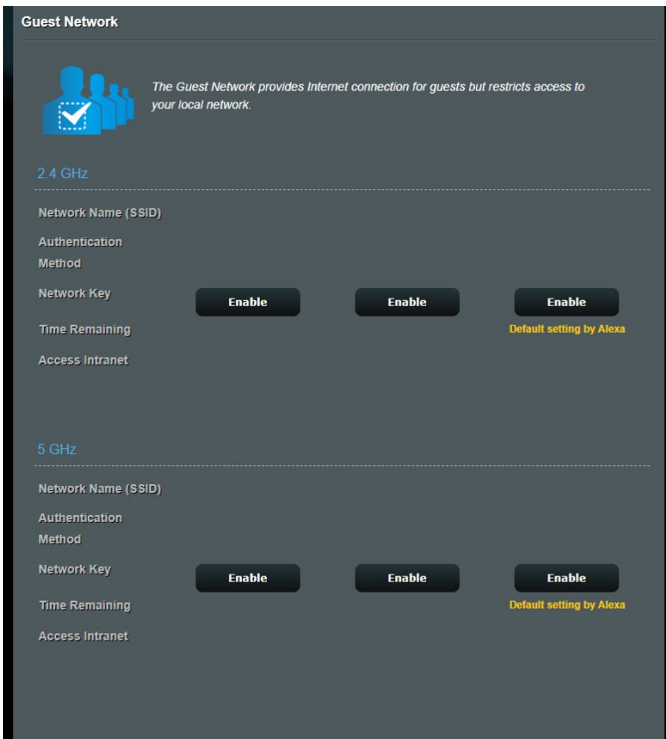 Guest Network
The Guest Network provides Internet connection for guests but restricts access to
your local network.
2.4 GHz
Network Name (SSID)
Authentication
Method
Network Key
Enable Enable Enable
Time Remaining
Default setting by Alexa
Access Intranet
5 GHz
Network Name (SSID)
Authentication
Method
Network Key
Enable Enable Enable
Time Remaining
Default setting by Alexa
Access Intranet